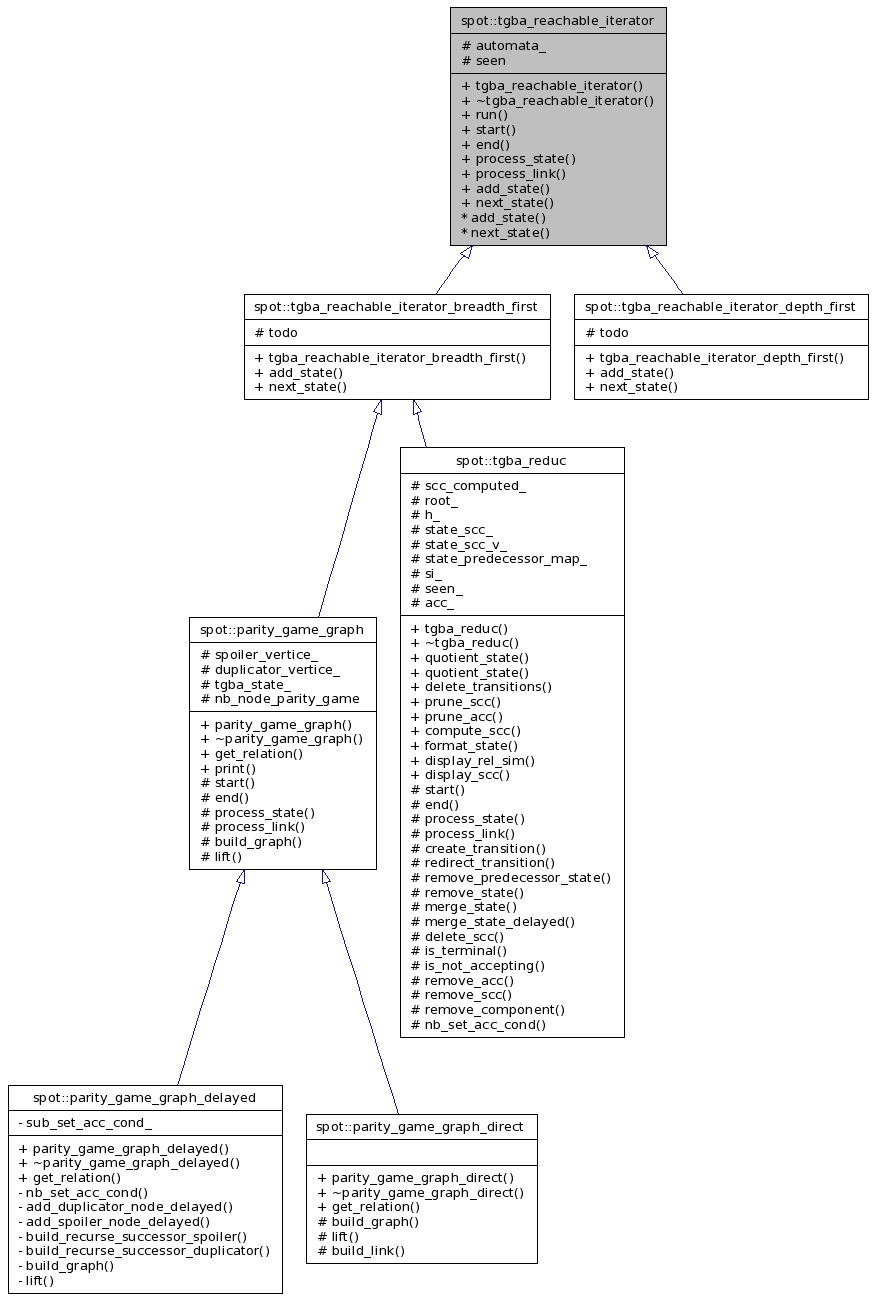 spot::tgba_reachable_iterator
# automata_
# seen
+ tgba_reachable_iterator()
+ ~tgba_reachable_iterator()
+ run()
+ start()
+ end()
+ process_state()
+ process_link()
+ add_state()
+ next_state()
* add_state()
* next_state()
spot::tgba_reachable_iterator_breadth_first
# todo
+ tgba_reachable_iterator_breadth_first()
+ add_state()
+ next_state()
spot::tgba_reachable_iterator_depth_first
# todo
+ tgba_reachable_iterator_depth_first()
+ add_state()
+ next_state()
spot::tgba_reduc
# scc_computed_
# root_
# h_
# state_scc_
# state_scc_v_
# state_predecessor_map_
# si_
# seen_
# acc_
+ tgba_reduc()
+ ~tgba_reduc()
+ quotient_state()
+ quotient_state()
+ delete_transitions()
+ prune_scc()
+ prune_acc()
+ compute_scc()
+ format_state()
+ display_rel_sim()
+ display_scc()
# start()
# end()
# process_state()
# process_link()
# create_transition()
# redirect_transition()
# remove_predecessor_state()
# remove_state()
# merge_state()
# merge_state_delayed()
# delete_scc()
# is_terminal()
# is_not_accepting()
# remove_acc()
# remove_scc()
# remove_component()
# nb_set_acc_cond()
spot::parity_game_graph
# spoiler_vertice_
# duplicator_vertice_
# tgba_state_
# nb_node_parity_game
+ parity_game_graph()
+ ~parity_game_graph()
+ get_relation()
+ print()
# start()
# end()
# process_state()
# process_link()
# build_graph()
# lift()
spot::parity_game_graph_delayed
- sub_set_acc_cond_
+ parity_game_graph_delayed()
+ ~parity_game_graph_delayed()
+ get_relation()
- nb_set_acc_cond()
- add_duplicator_node_delayed()
- add_spoiler_node_delayed()
- build_recurse_successor_spoiler()
- build_recurse_successor_duplicator()
- build_graph()
- lift()
spot::parity_game_graph_direct
+ parity_game_graph_direct()
+ ~parity_game_graph_direct()
+ get_relation()
# build_graph()
# lift()
# build_link()